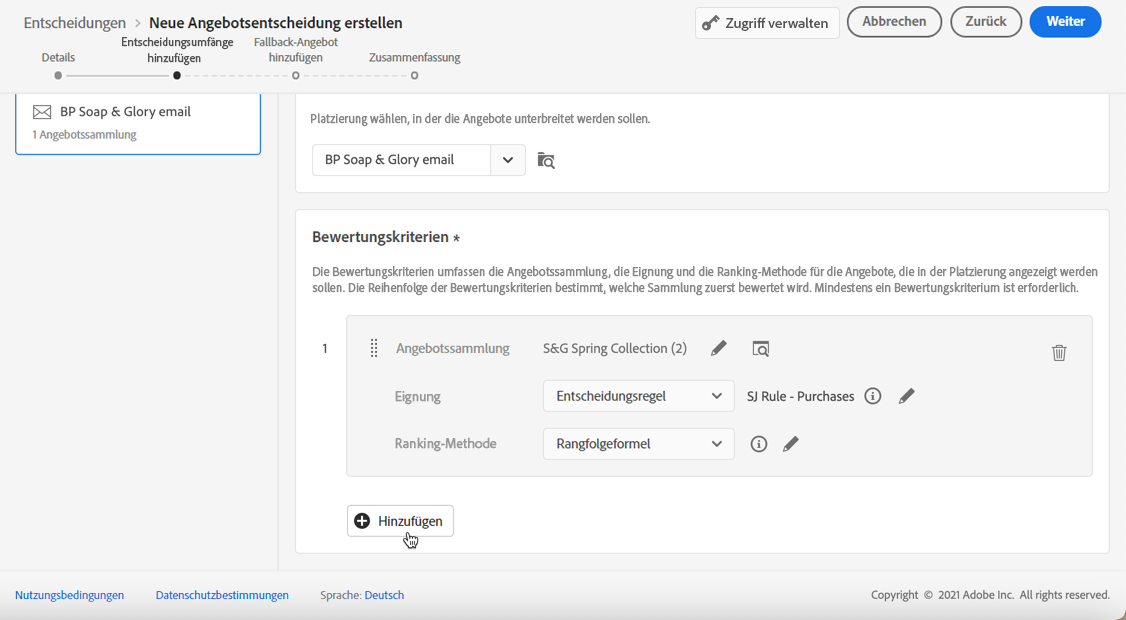 Entscheidungen > Neue Angebotsentscheidung erstellen
Zugriff verwalten
Abbrechen
Zurück
Weiter
Details
Entscheidungsumfänge
hinzufügen
Fallback-Angebot
hinzufügen
Zusammenfassung
BP Soap & Glory email
1 Angebotssammlung
Platzierung wählen, in der die Angebote unterbreitet werden sollen.
BP Soap & Glory email
Bewertungskriterien *
Die Bewertungskriterien umfassen die Angebotssammlung, die Eignung und die Ranking-Methode für die Angebote, die in der Platzierung angezeigt werden
sollen. Die Reihenfolge der Bewertungskriterien bestimmt, welche Sammlung zuerst bewertet wird. Mindestens ein Bewertungskriterium ist erforderlich.
1
Angebotssammlung
S&G Spring Collection (2)
Eignung
Entscheidungsregel
SJ Rule - Purchases
Ranking-Methode
Rangfolgeformel
Hinzufügen
Nutzungsbedingungen
Datenschutzbestimmungen
Sprache: Deutsch
Copyright © 2021 Adobe Inc. All rights reserved.